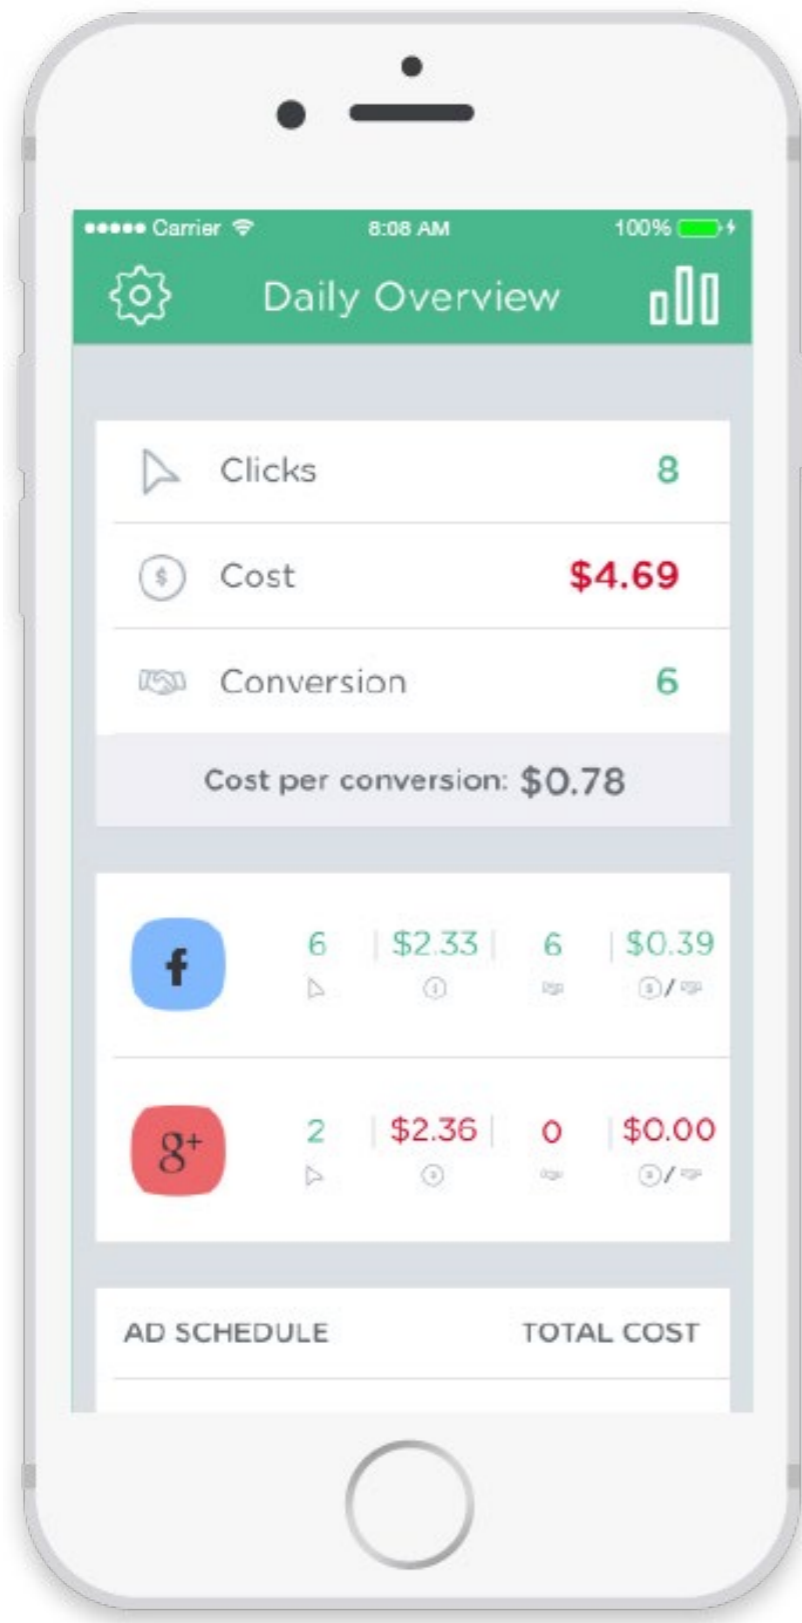 Carrier 8:08 AM 100%
Daily Overview
Clicks 8
$ Cost $4.69
Conversion 6
Cost per conversion: $0.78
f 6 $2.33 6 $0.39
$ $ /
g+ 2 $2.36 0 $0.00
$ $ /
AD SCHEDULE TOTAL COST